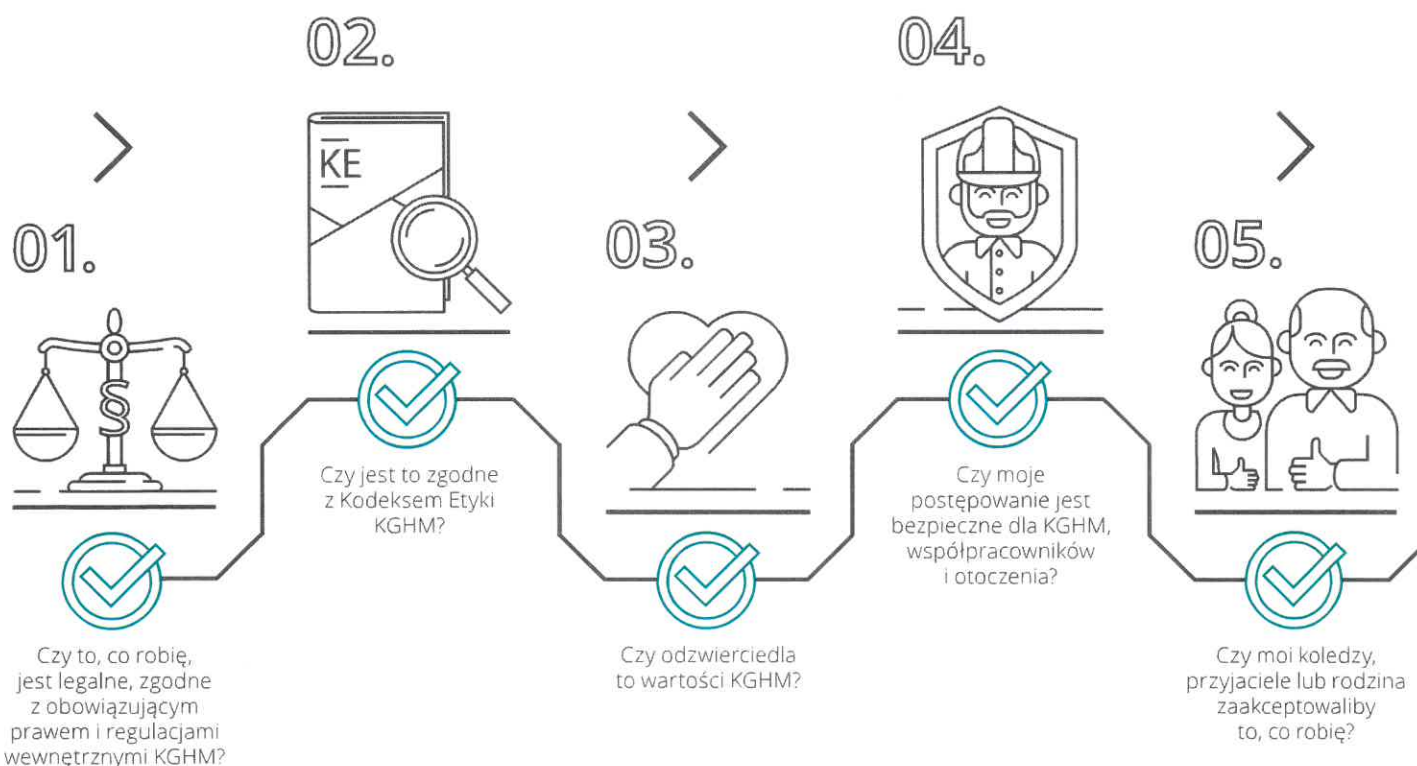 01.
Czy to, co robię,
jest legalne, zgodne
z obowiązującym
prawem i regulacjami
wewnętrznymi KGHM?
02.
KE
Czy jest to zgodne
z Kodeksem Etyki
KGHM?
03.
Czy odzwierciedla
to wartości KGHM?
04.
Czy moje
postępowanie jest
bezpieczne dla KGHM,
współpracowników
i otoczenia?
05.
Czy moi koledzy,
przyjaciele lub rodzina
zaakceptowaliby
to, co robię?